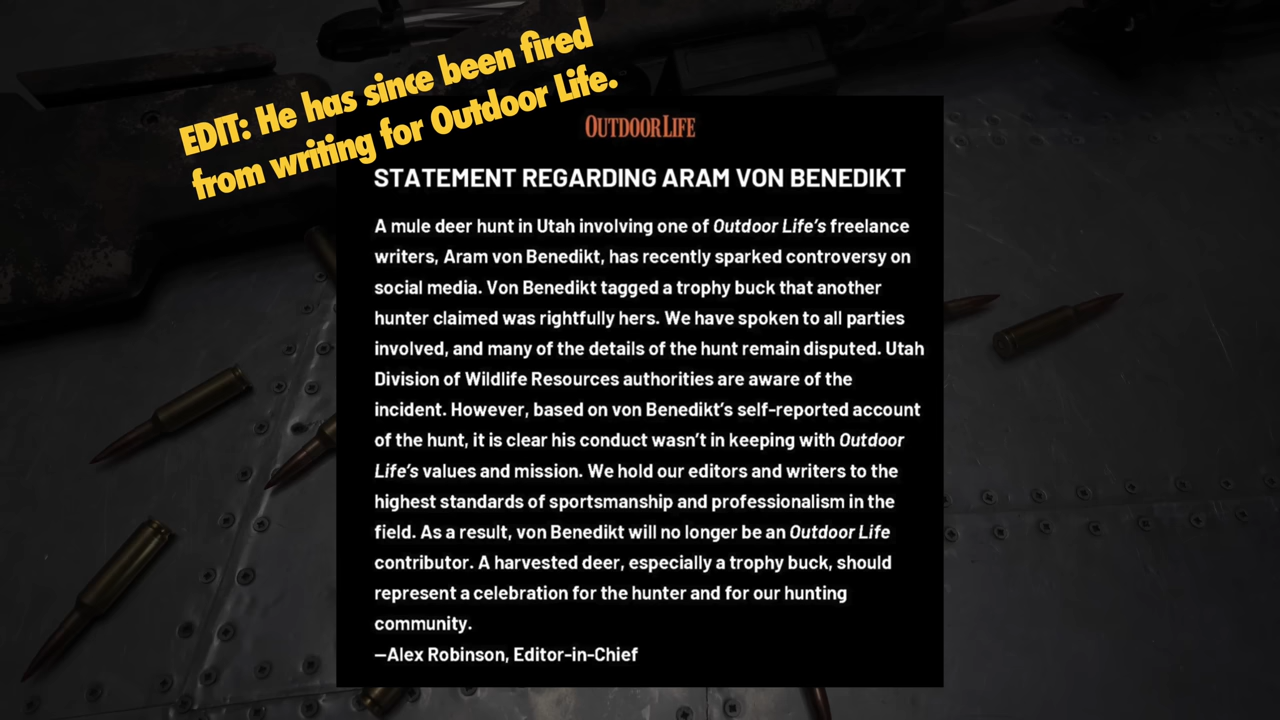 EDIT: He has since been fired
from writing for Outdoor Life.
OUTDOOR LIFE
STATEMENT REGARDING ARAM VON BENEDIKT
A mule deer hunt in Utah involving one of Outdoor Life's freelance
writers, Aram von Benedikt, has recently sparked controversy on
social media. Von Benedikt tagged a trophy buck that another
hunter claimed was rightfully hers. We have spoken to all parties
involved, and many of the details of the hunt remain disputed. Utah
Division of Wildlife Resources authorities are aware of the
incident. However, based on von Benedikt's self-reported account
of the hunt, it is clear his conduct wasn't in keeping with Outdoor
Life's values and mission. We hold our editors and writers to the
highest standards of sportsmanship and professionalism in the
field. As a result, von Benedikt will no longer be an Outdoor Life
contributor. A harvested deer, especially a trophy buck, should
represent a celebration for the hunter and for our hunting
community.
—Alex Robinson, Editor-in-Chief